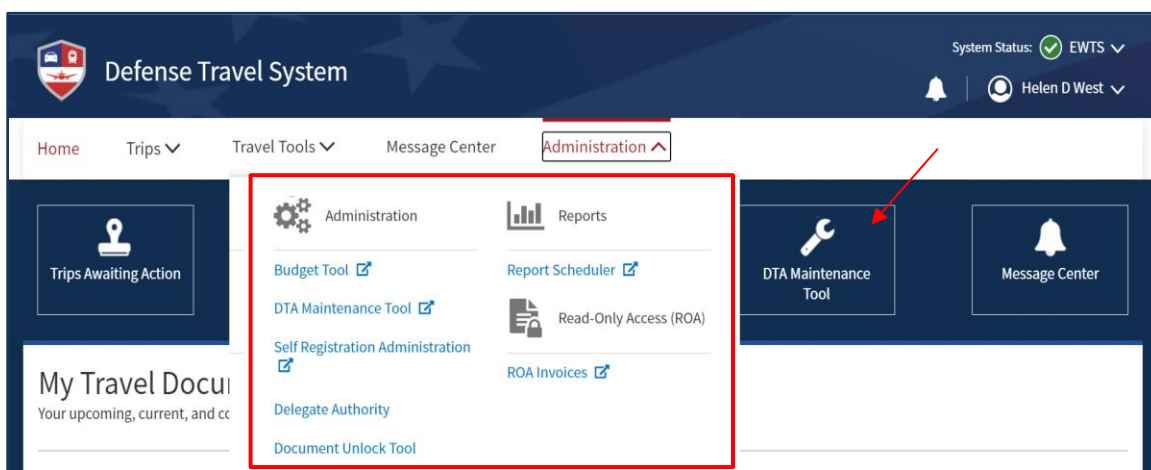 System Status: EWTS
Defense Travel System
Helen D West
Home Trips Travel Tools Message Center Administration
Administration
Budget Tool
DTA Maintenance Tool
Self Registration Administration
Delegate Authority
Document Unlock Tool
Reports
Report Scheduler
Read-Only Access (ROA)
ROA Invoices
Trips Awaiting Action
DTA Maintenance
Tool
Message Center
My Travel Docu
Your upcoming, current, and co